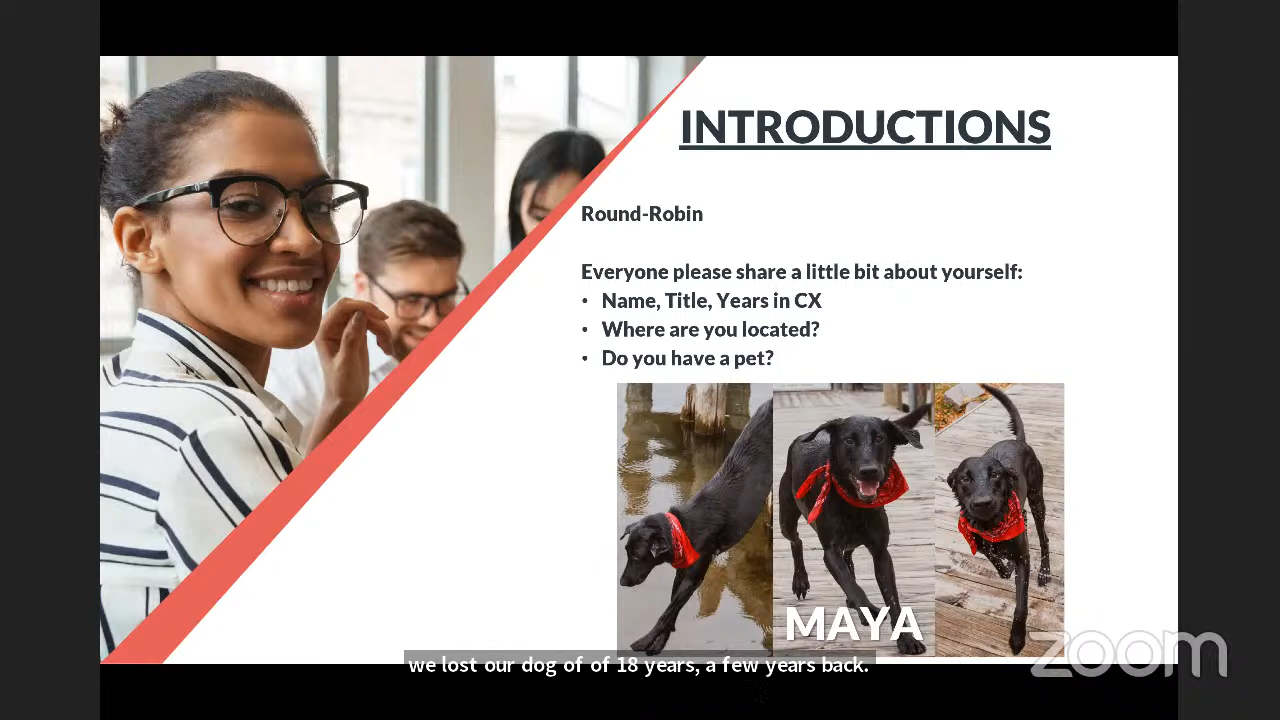 INTRODUCTIONS
Round-Robin
Everyone please share a little bit about yourself:
• Name, Title, Years in CX
• Where are you located?
• Do you have a pet?
MAYA
we lost our dog of of 18 years, a few years back.
zoom